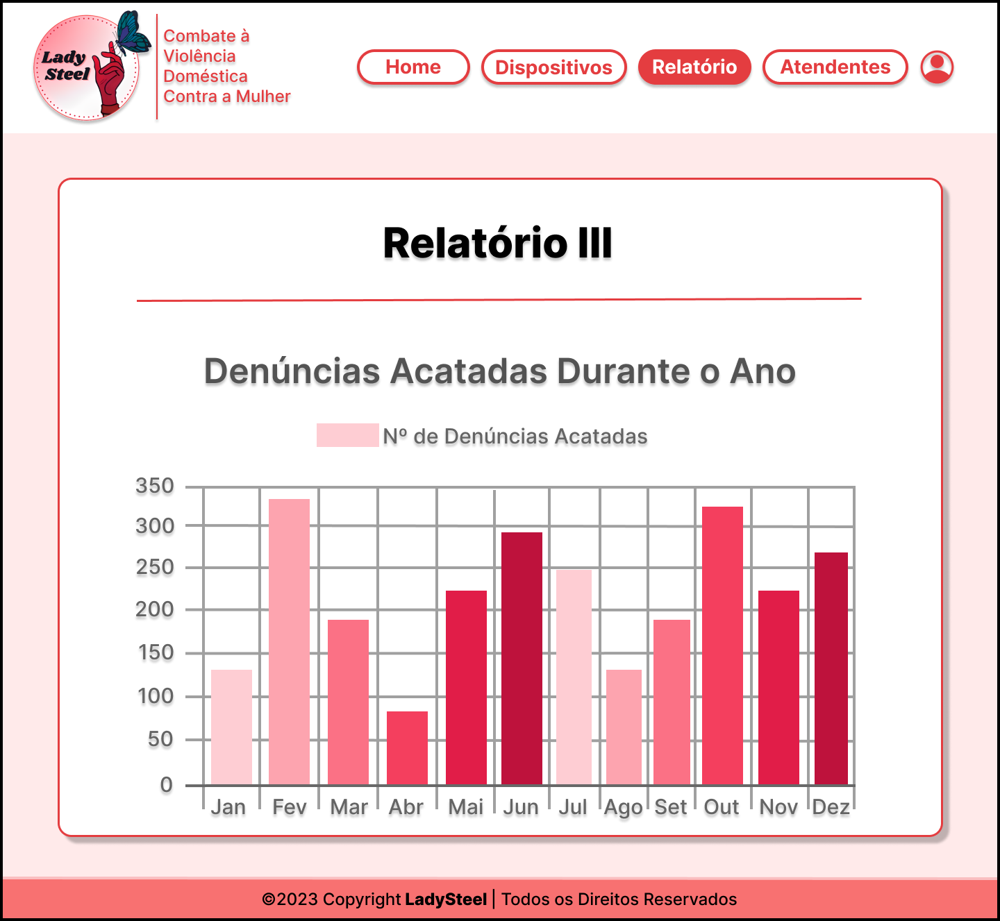 Lady
Steel
Combate à
Violência
Doméstica
Contra a Mulher
Home
Dispositivos
Relatório
Atendentes
Relatório III
Denúncias Acatadas Durante o Ano
Nº de Denúncias Acatadas
350
300
250
200
150
100
50
0
Jan Fev Mar Abr Mai Jun Jul Ago Set Out Nov Dez
©2023 Copyright LadySteel | Todos os Direitos Reservados